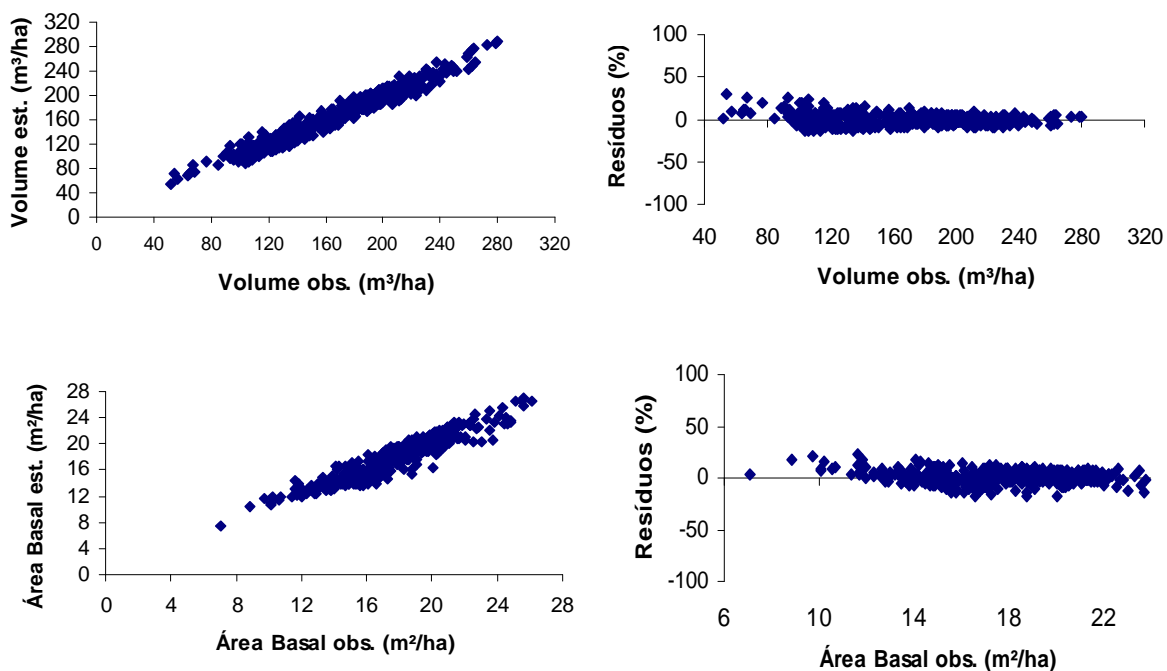 Volume est. (m³/ha)
320
280
240
200
160
120
80
40
0
0 40 80 120 160 200 240 280 320
Volume obs. (m³/ha)
Resíduos (%)
100
50
0
-50
-100
40 80 120 160 200 240 280 320
Volume obs. (m³/ha)
Área Basal est. (m²/ha)
28
24
20
16
12
8
4
0
0 4 8 12 16 20 24 28
Área Basal obs. (m²/ha)
Resíduos (%)
100
50
0
-50
-100
6 10 14 18 22
Área Basal obs. (m²/ha)